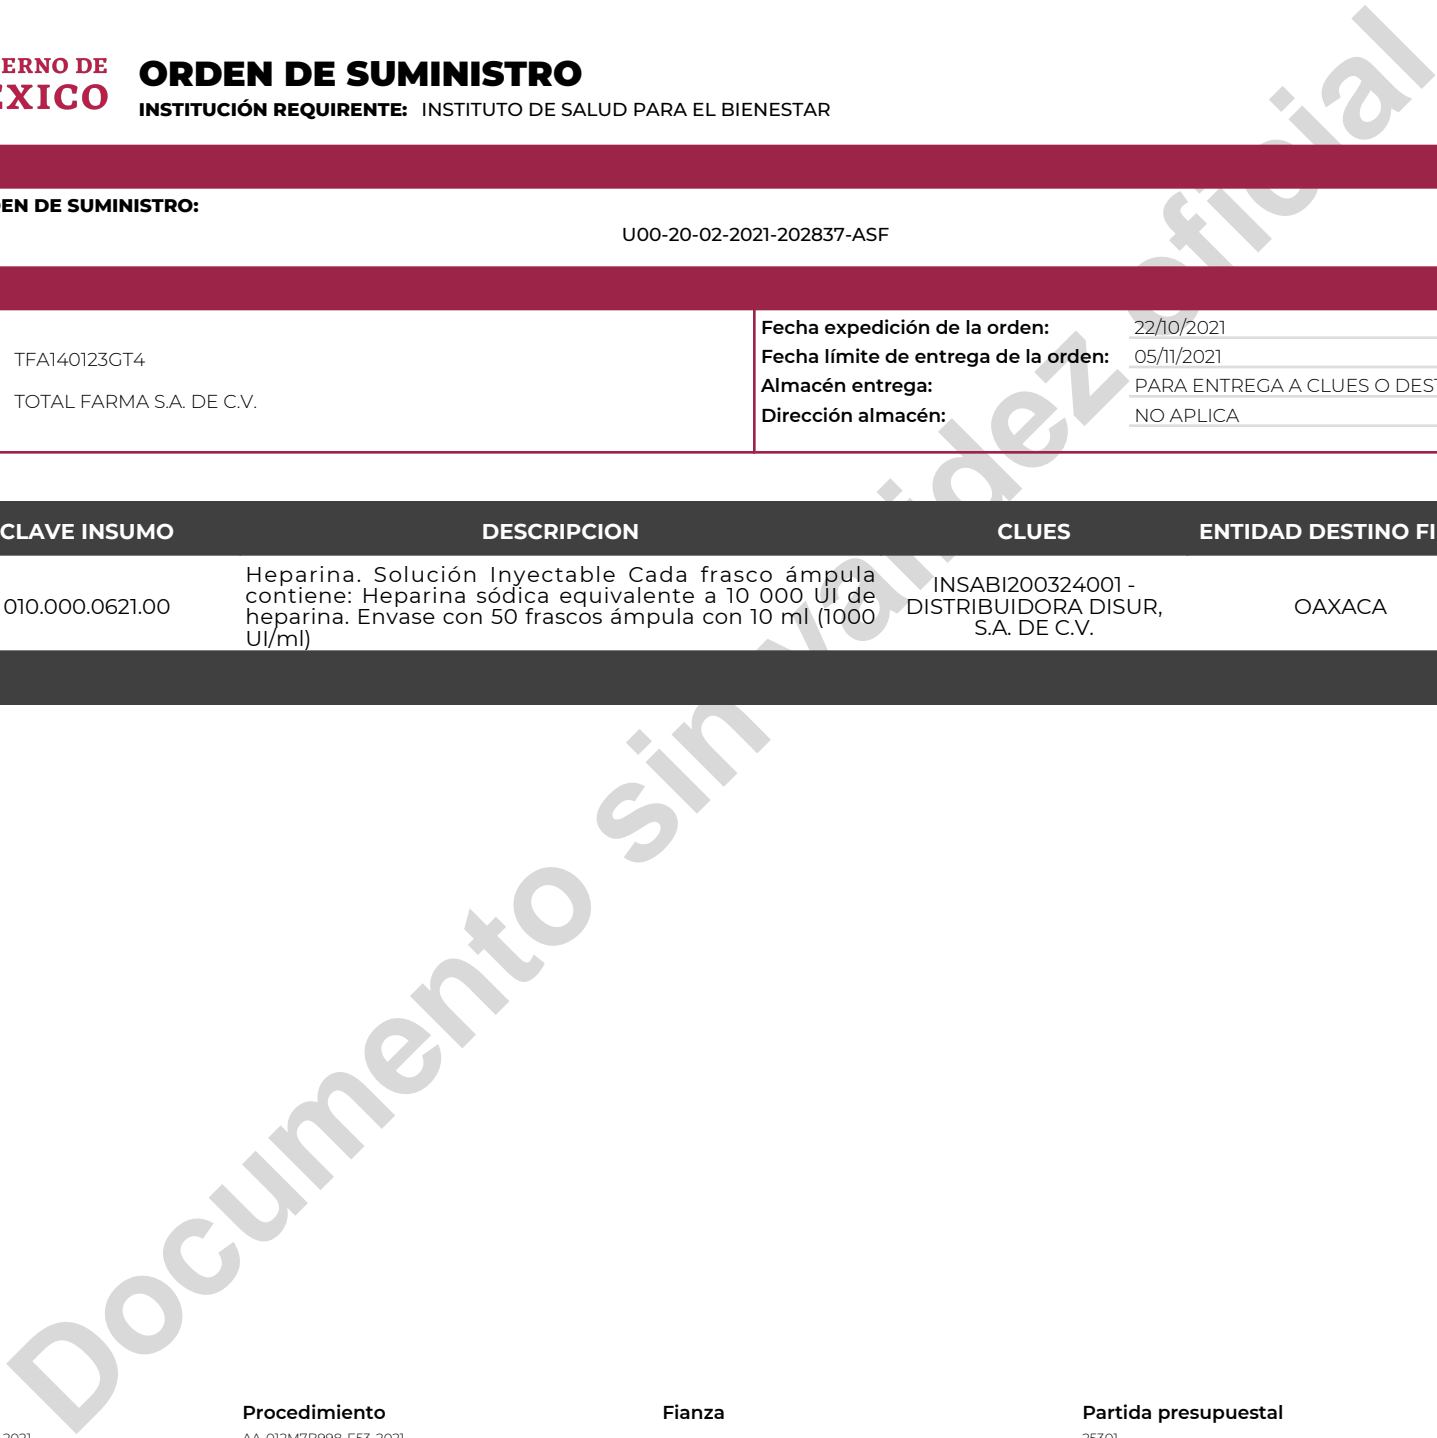 ERNO DE
ORDEN DE SUMINISTRO
INSTITUCIÓN REQUIRENTE: INSTITUTO DE SALUD PARA EL BIENESTAR
EN DE SUMINISTRO:
U00-20-02-2021-202837-ASF
TFA140123GT4
TOTAL FARMA S.A. DE C.V.
Fecha expedición de la orden: 22/10/2021
Fecha límite de entrega de la orden: 05/11/2021
Almacén entrega: PARA ENTREGA A CLUES O DEST
Dirección almacén: NO APLICA
CLAVE INSUMO DESCRIPCION CLUES ENTIDAD DESTINO FI
010.000.0621.00
Heparina. Solución Inyectable Cada frasco ámpula
contiene: Heparina sódica equivalente a 10 000 UI de
heparina. Envase con 50 frascos ámpula con 10 ml (1000
UI/ml)
INSABI200324001 -
DISTRIBUIDORA DISUR,
S.A. DE C.V.
OAXACA
Documento sin validez oficial
Procedimiento Fianza Partida presupuestal